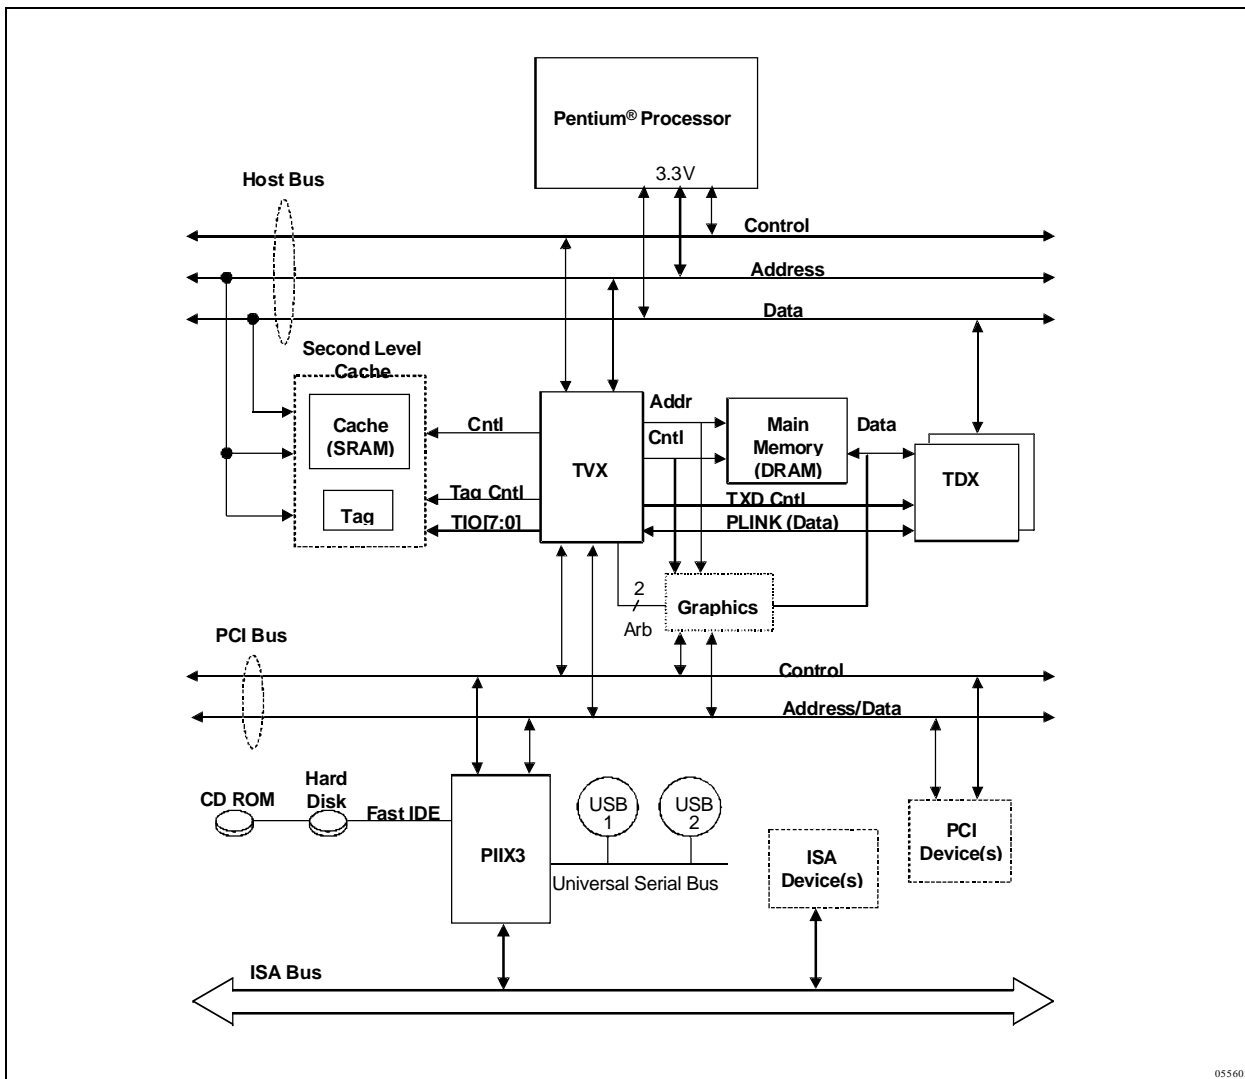 Pentium® Processor
3.3V
Host Bus
Control
Address
Data
Second Level
Cache
Cache
(SRAM)
Tag
Cntl
Tag Cntl
TIO[7:0]
TVX
Addr
Cntl
Main
Memory
(DRAM)
Data
TDX
TXD Cntl
PLINK (Data)
2
Arb
Graphics
PCI Bus
Control
Address/Data
CD ROM
Hard
Disk
Fast IDE
PIIX3
USB
1
USB
2
Universal Serial Bus
ISA
Device(s)
PCI
Device(s)
ISA Bus
05560